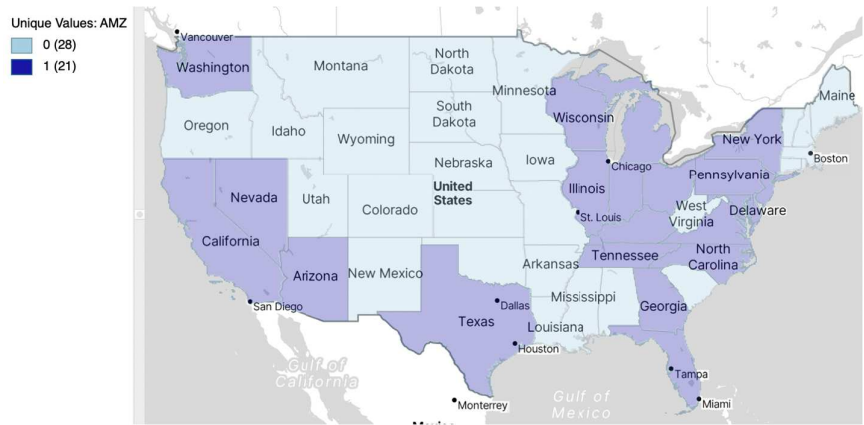 Unique Values: AMZ
0 (28)
1 (21)
Vancouver
Washington
Montana
North
Dakota
Minnesota
Maine
Oregon
Idaho
South
Dakota
Wyoming
Wisconsin
New York
Boston
Nebraska
Iowa
Chicago
Pennsylvania
Nevada
Utah
Colorado
United
States
Illinois
St. Louis
West
Virginia
Delaware
California
Arizona
New Mexico
Arkansas
Tennessee
North
Carolina
Mississippi
Georgia
San Diego
Dallas
Texas
Louisiana
Houston
Gulf of
California
Tampa
Monterrey
Gulf of
Mexico
Miami